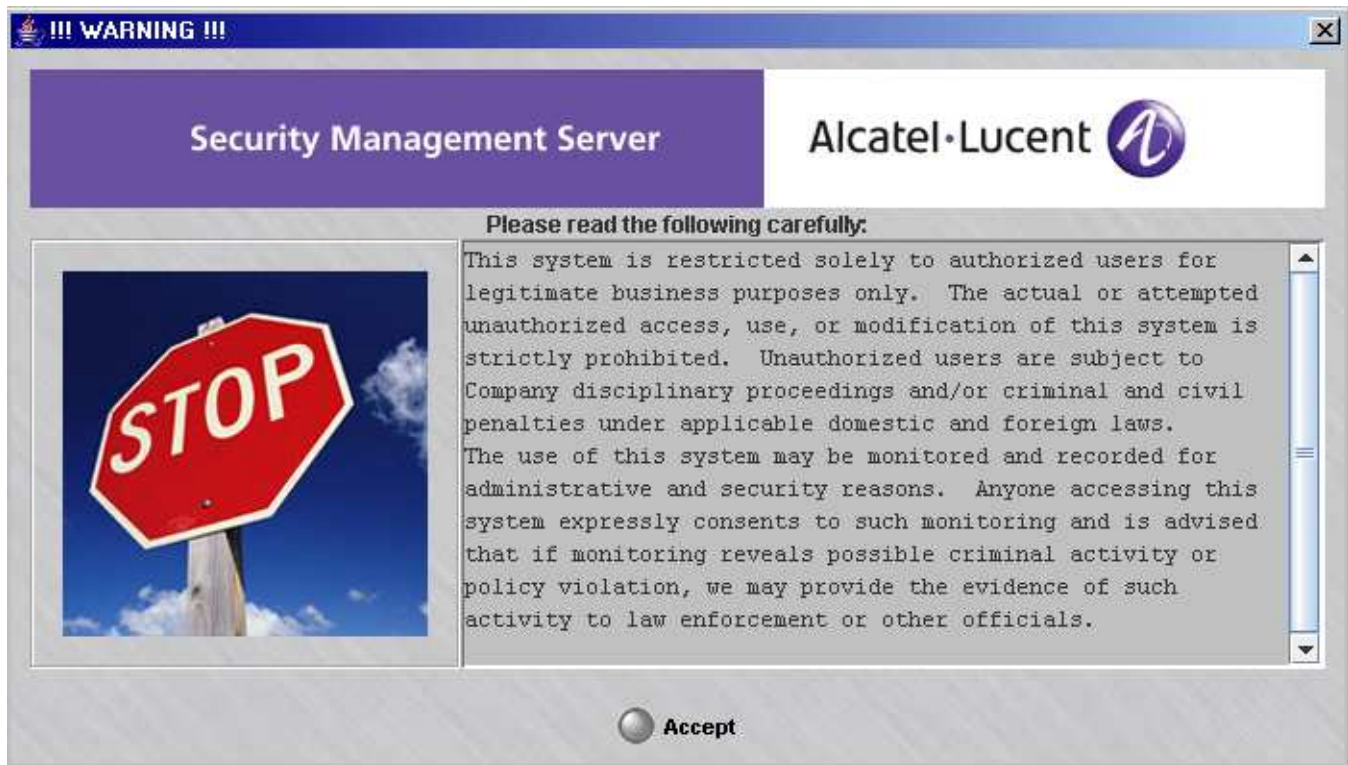 !!! WARNING !!!
Security Management Server
Alcatel·Lucent
Please read the following carefully:
This system is restricted solely to authorized users for
legitimate business purposes only.  The actual or attempted
unauthorized access, use, or modification of this system is
strictly prohibited.  Unauthorized users are subject to
Company disciplinary proceedings and/or criminal and civil
penalties under applicable domestic and foreign laws.
The use of this system may be monitored and recorded for
administrative and security reasons.  Anyone accessing this
system expressly consents to such monitoring and is advised
that if monitoring reveals possible criminal activity or
policy violation, we may provide the evidence of such
activity to law enforcement or other officials.
STOP
Accept